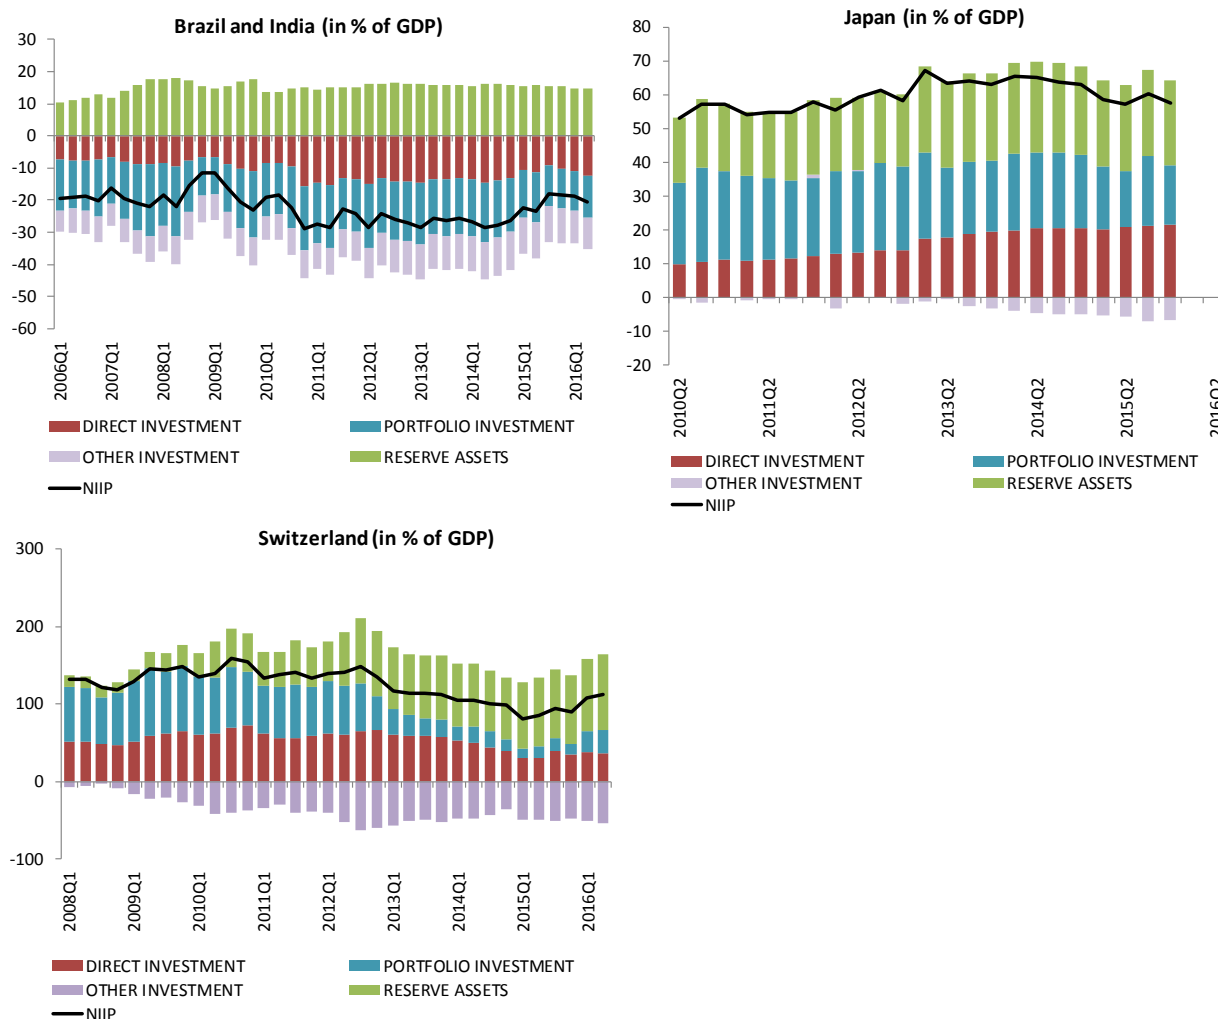 Brazil and India (in % of GDP)
30
20
10
0
-10
-20
-30
-40
-50
-60
2006Q1
2007Q1
2008Q1
2009Q1
2010Q1
2011Q1
2012Q1
2013Q1
2014Q1
2015Q1
2016Q1
DIRECT INVESTMENT
PORTFOLIO INVESTMENT
OTHER INVESTMENT
RESERVE ASSETS
NIIP
Japan (in % of GDP)
80
70
60
50
40
30
20
10
0
-10
-20
2010Q2
2011Q2
2012Q2
2013Q2
2014Q2
2015Q2
2016Q2
DIRECT INVESTMENT
PORTFOLIO INVESTMENT
OTHER INVESTMENT
RESERVE ASSETS
NIIP
Switzerland (in % of GDP)
300
200
100
0
-100
2008Q1
2009Q1
2010Q1
2011Q1
2012Q1
2013Q1
2014Q1
2015Q1
2016Q1
DIRECT INVESTMENT
PORTFOLIO INVESTMENT
OTHER INVESTMENT
RESERVE ASSETS
NIIP